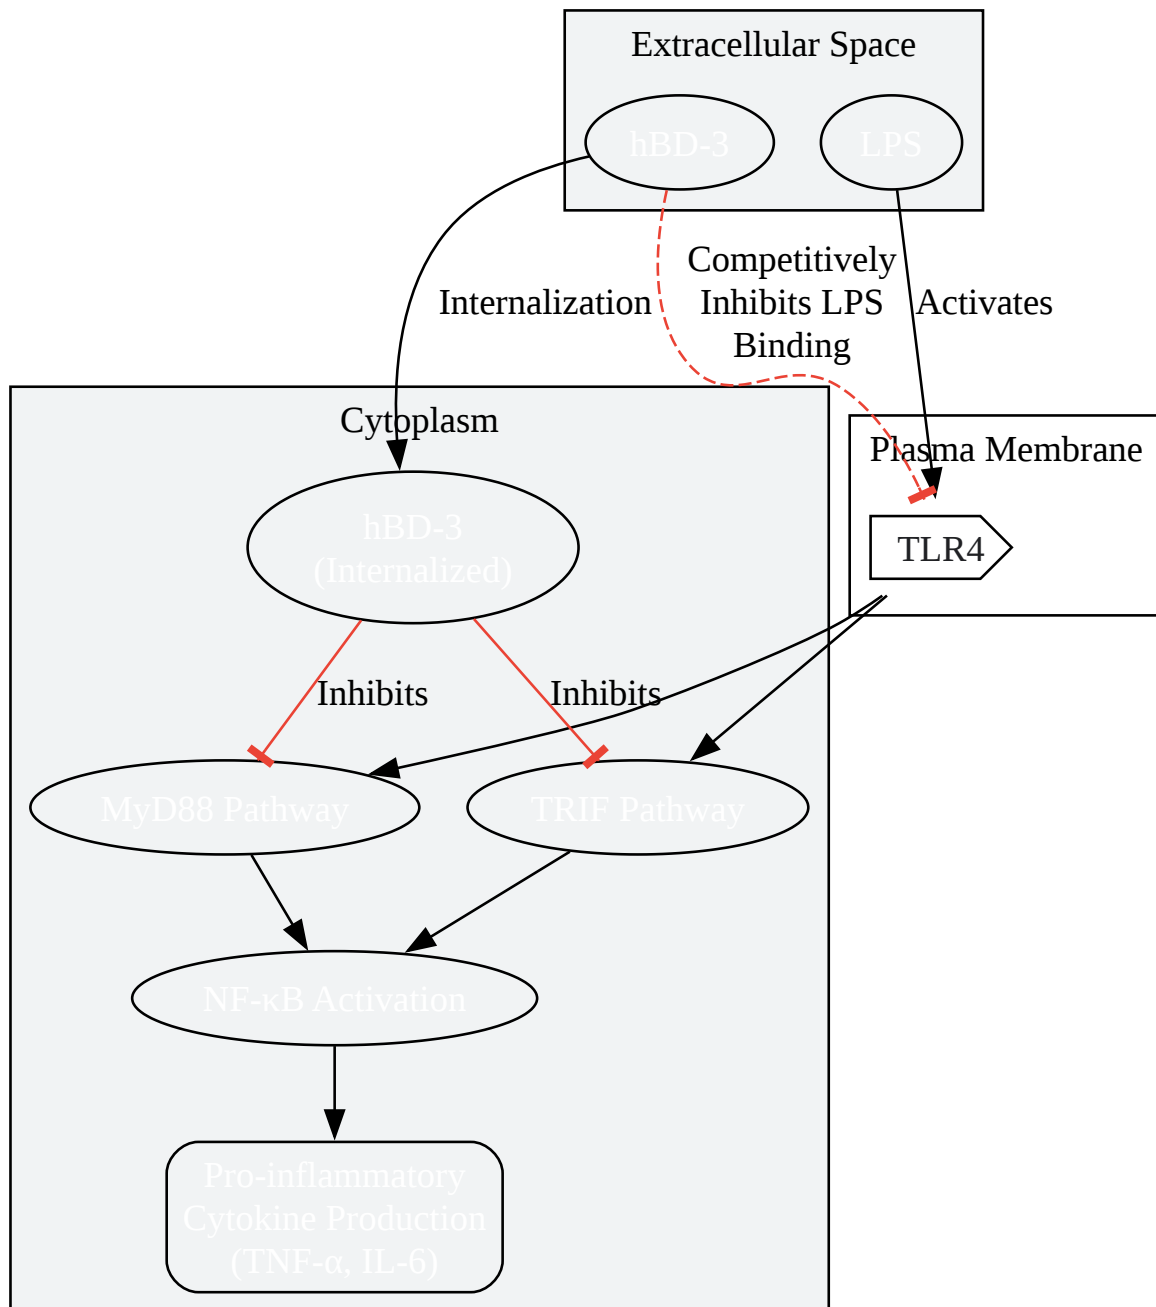 Extracellular Space
hBD-3
LPS
Competitively
Inhibits LPS
Binding
Internalization
Activates
Cytoplasm
Plasma Membrane
hBD-3
(Internalized)
TLR4
Inhibits
Inhibits
MyD88 Pathway
TRIF Pathway
NF-κB Activation
Pro-inflammatory
Cytokine Production
(TNF-α, IL-6)